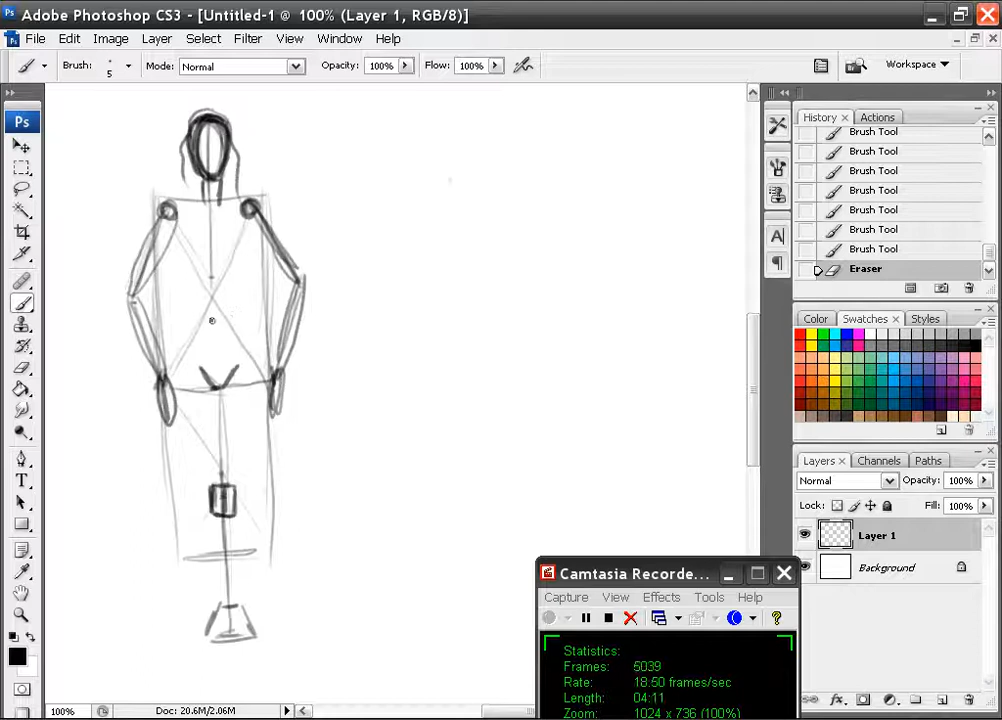 Ps Adobe Photoshop CS3 - [Untitled-1 @ 100% (Layer 1, RGB/8)]
Ps File Edit Image Layer Select Filter View Window Help
Brush: 5 Mode: Normal Opacity: 100% Flow: 100% Workspace
Ps
History Actions
Brush Tool
Brush Tool
Brush Tool
Brush Tool
Brush Tool
Brush Tool
Brush Tool
Eraser
A
T
Color Swatches Styles
Layers Channels Paths
Normal Opacity: 100%
Lock: Fill: 100%
Layer 1
Background
fx
Camtasia Recorde...
Capture View Effects Tools Help
Statistics:
Frames: 5039
Rate: 18.50 frames/sec
Length: 04:11
Zoom: 1024 x 736 (100%)
100% Doc: 20.6M/2.06M